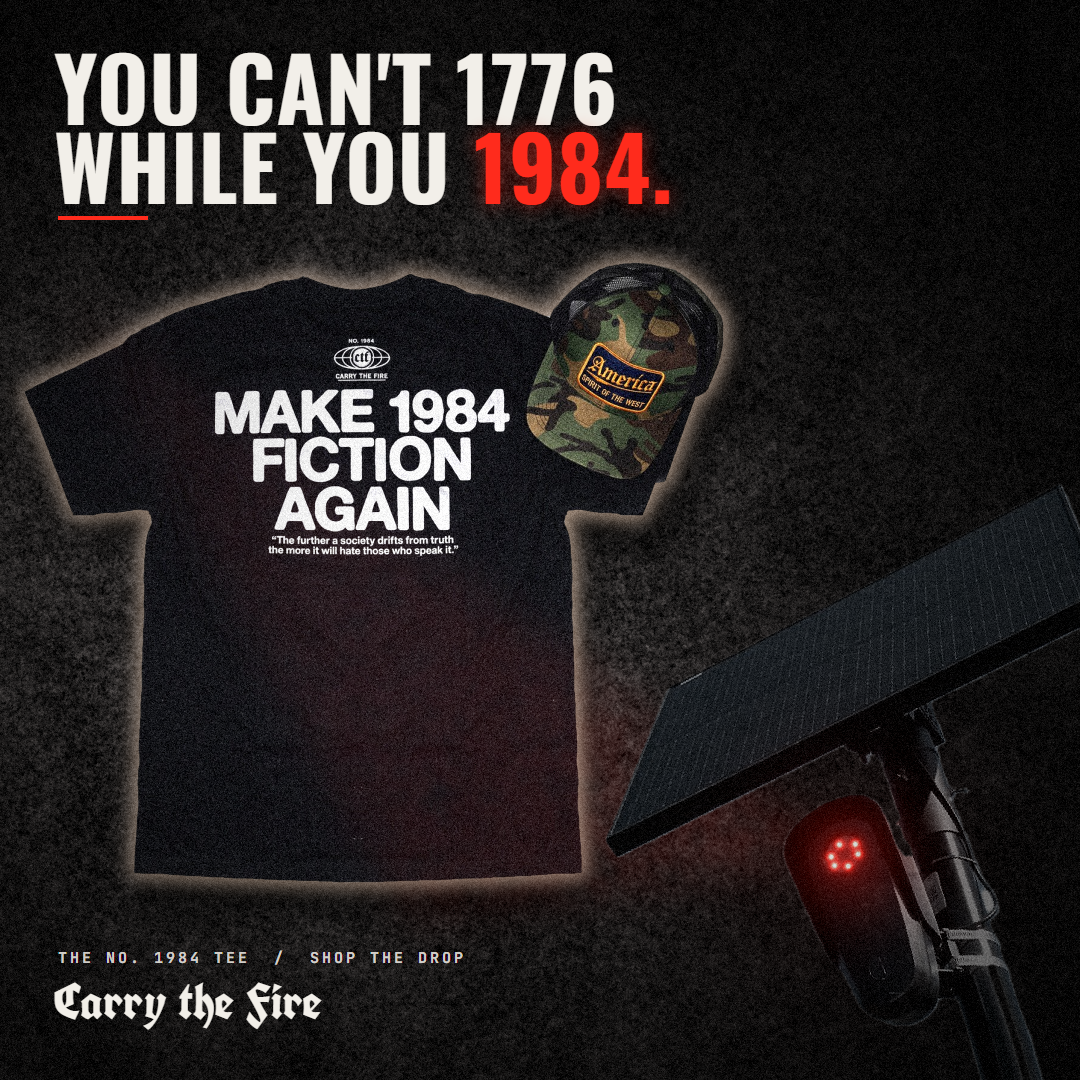 YOU CAN'T 1776
WHILE YOU 1984.
NO. 1984
ctf
CARRY THE FIRE
MAKE 1984
FICTION
AGAIN
“The further a society drifts from truth
the more it will hate those who speak it.”
America
SPIRIT OF THE WEST
THE NO. 1984 TEE / SHOP THE DROP
Carry the Fire